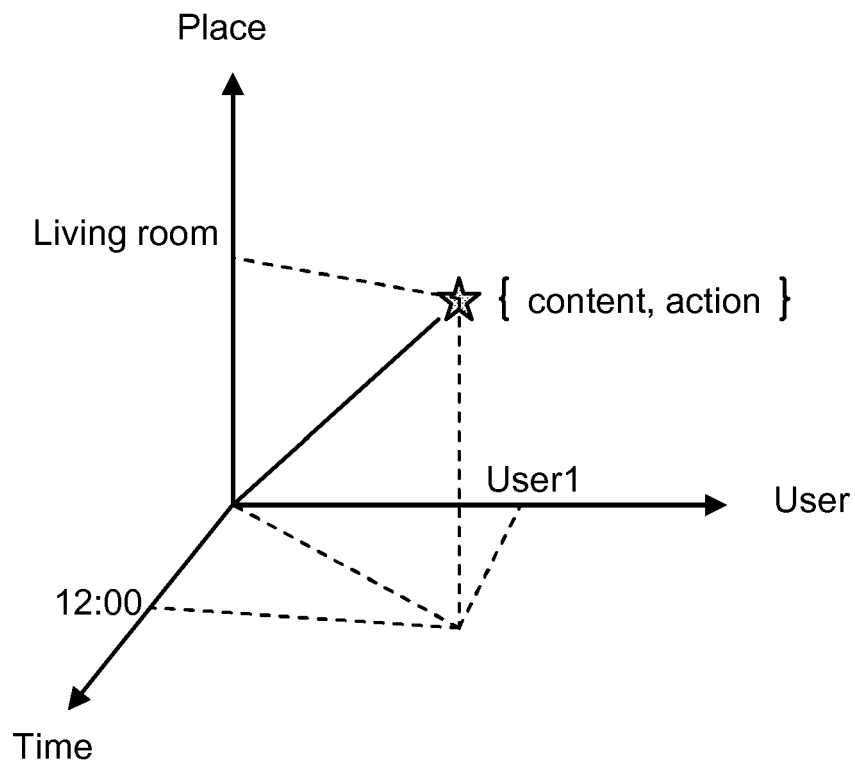 Place
Living room
{ content, action }
User1
User
12:00
Time